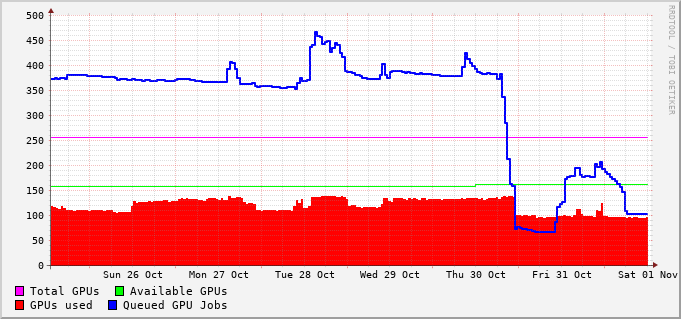 500
450
400
350
300
250
200
150
100
50
0
Sun 26 Oct Mon 27 Oct Tue 28 Oct Wed 29 Oct Thu 30 Oct Fri 31 Oct Sat 01 Nov
Total GPUs Available GPUs
GPUs used Queued GPU Jobs
RRDTOOL / TOBI OETIKER